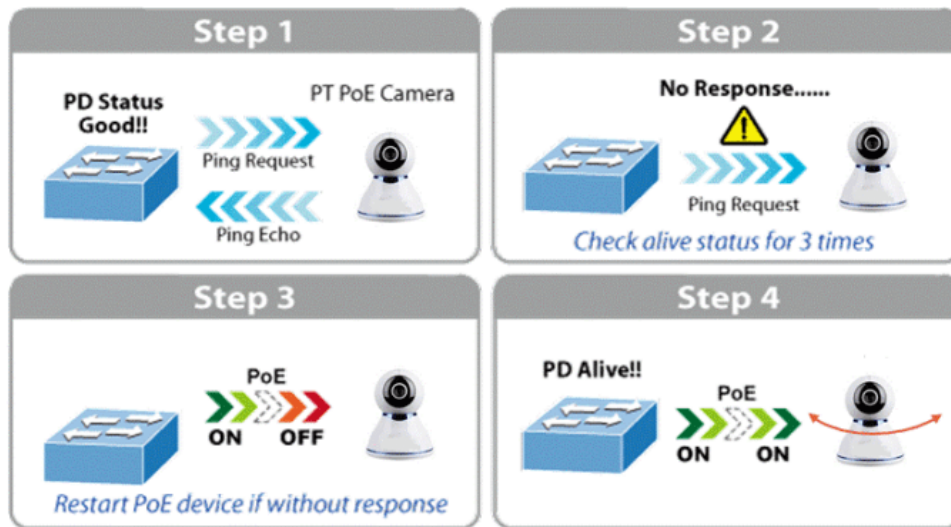 Step 1
PD Status
Good!!
PT PoE Camera
Ping Request
Ping Echo
Step 2
No Response......
Ping Request
Check alive status for 3 times
Step 3
PoE
ON
OFF
Restart PoE device if without response
Step 4
PD Alive!!
PoE
ON
ON